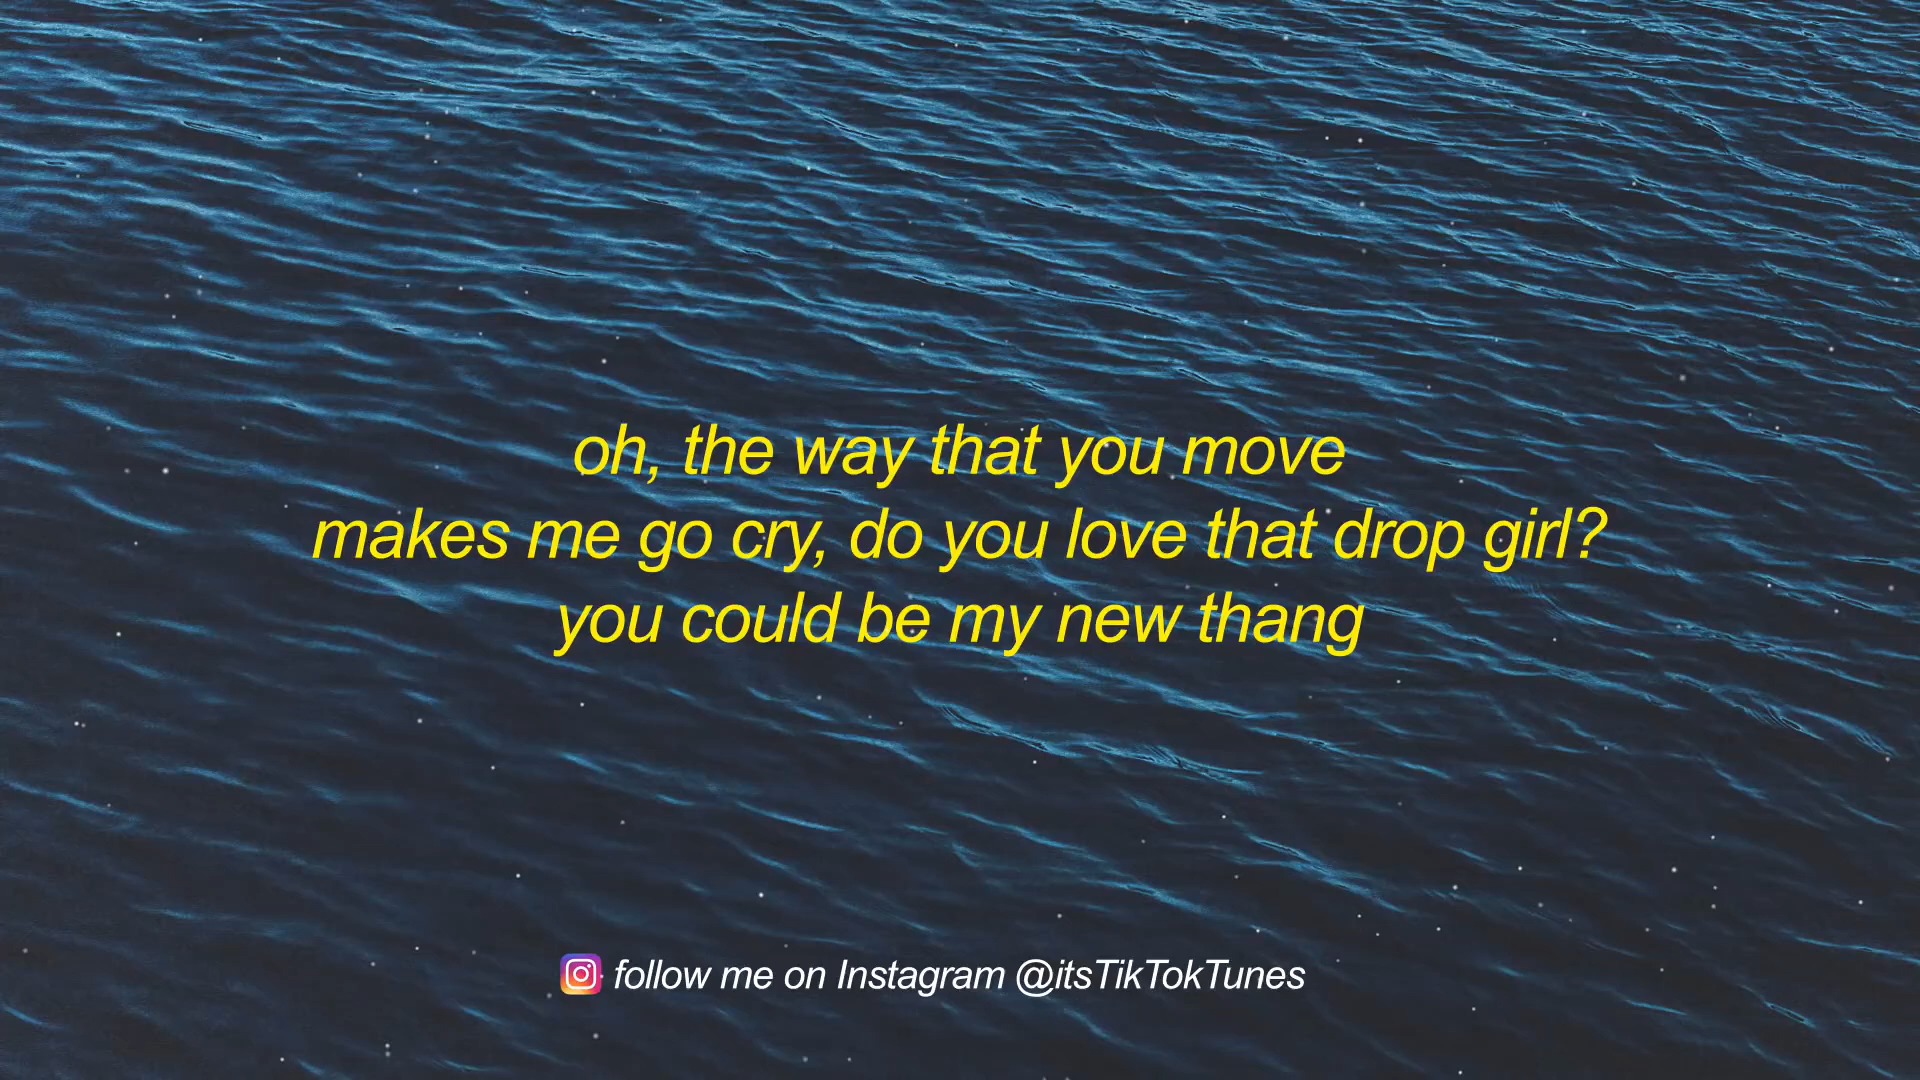 oh, the way that you move
makes me go cry, do you love that drop girl?
you could be my new thang
follow me on Instagram @itsTikTokTunes